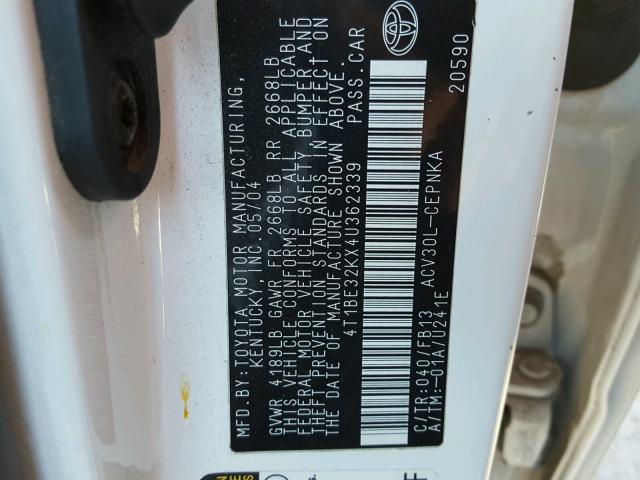 MFD. BY: TOYOTA MOTOR MANUFACTURING,
KENTUCKY, INC. 05/04
GVWR 4189LB GAWR FR 2668LB RR 2668LB
THIS VEHICLE CONFORMS TO ALL APPLICABLE
FEDERAL MOTOR VEHICLE SAFETY, BUMPER, AND
THEFT PREVENTION STANDARDS IN EFFECT ON
THE DATE OF MANUFACTURE SHOWN ABOVE.
4T1BE32KX4U362339 PASS. CAR
C/TR: 040/FB13 ACV30L-CEPNKA
A/TM:-01A/U241E
20590